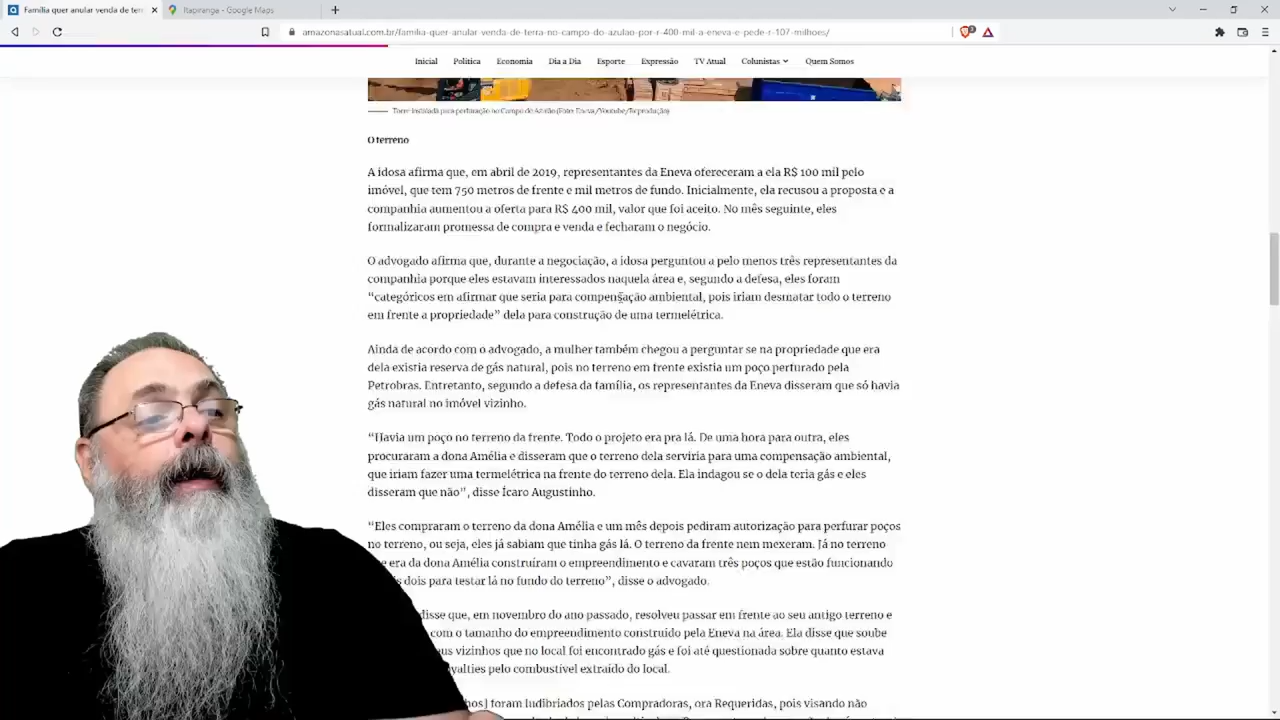 Família quer anular venda de terr
Itapiranga - Google Maps
amazonasatual.com.br/familia-quer-anular-venda-de-terra-no-campo-do-azulao-por-r-400-mil-a-eneva-e-pede-r-107-milhoes/
Inicial Política Economia Dia a Dia Esporte Expressão TV Atual Colunistas Quem Somos
Torre instalada para perfuração no Campo do Azulão (Foto: Eneva/Youtube/Reprodução)
O terreno
A idosa afirma que, em abril de 2019, representantes da Eneva ofereceram a ela R$ 100 mil pelo
imóvel, que tem 750 metros de frente e mil metros de fundo. Inicialmente, ela recusou a proposta e a
companhia aumentou a oferta para R$ 400 mil, valor que foi aceito. No mês seguinte, eles
formalizaram promessa de compra e venda e fecharam o negócio.
O advogado afirma que, durante a negociação, a idosa perguntou a pelo menos três representantes da
companhia porque eles estavam interessados naquela área e, segundo a defesa, eles foram
“categóricos em afirmar que seria para compensação ambiental, pois iriam desmatar todo o terreno
em frente a propriedade” dela para construção de uma termelétrica.
Ainda de acordo com o advogado, a mulher também chegou a perguntar se na propriedade que era
dela existia reserva de gás natural, pois no terreno em frente existia um poço perturado pela
Petrobras. Entretanto, segundo a defesa da família, os representantes da Eneva disseram que só havia
gás natural no imóvel vizinho.
“Havia um poço no terreno da frente. Todo o projeto era pra lá. De uma hora para outra, eles
procuraram a dona Amélia e disseram que o terreno dela serviria para uma compensação ambiental,
que iriam fazer uma termelétrica na frente do terreno dela. Ela indagou se o dela teria gás e eles
disseram que não”, disse Ícaro Augustinho.
“Eles compraram o terreno da dona Amélia e um mês depois pediram autorização para perfurar poços
no terreno, ou seja, eles já sabiam que tinha gás lá. O terreno da frente nem mexeram. Já no terreno
era da dona Amélia construíram o empreendimento e cavaram três poços que estão funcionando
dois para testar lá no fundo do terreno”, disse o advogado.
disse que, em novembro do ano passado, resolveu passar em frente ao seu antigo terreno e
com o tamanho do empreendimento construído pela Eneva na área. Ela disse que soube
vizinhos que no local foi encontrado gás e foi até questionada sobre quanto estava
pelo combustível extraído do local.
foram ludibriados pelas Compradoras, ora Requeridas, pois visando não